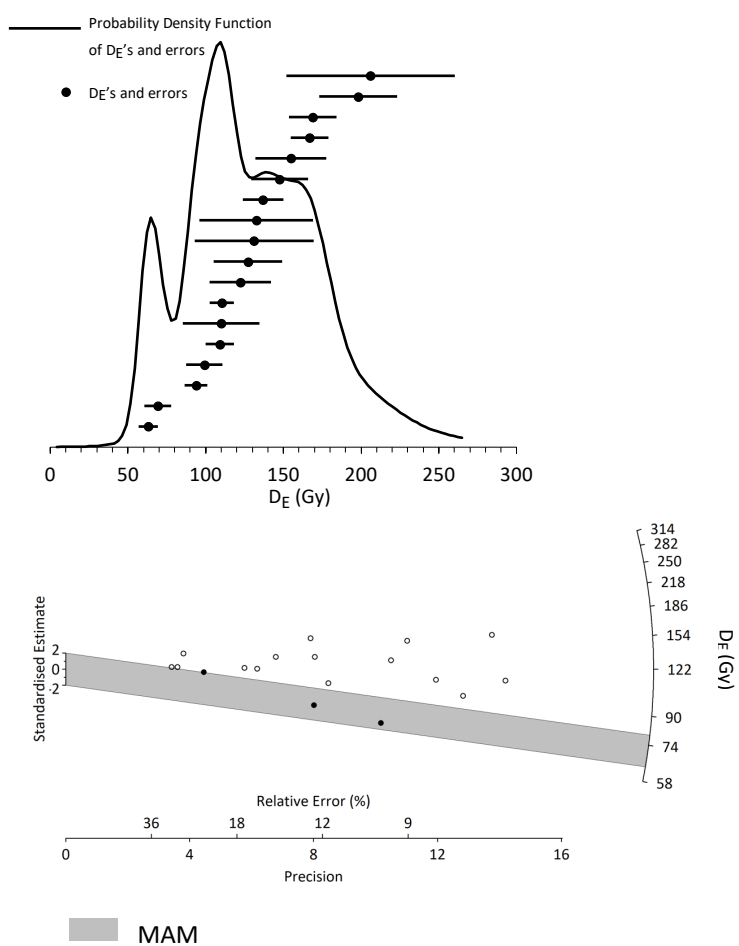 Probability Density Function
of DE's and errors
DE's and errors
0 50 100 150 200 250 300
DE (Gy)
314
282
250
218
186
154
122
90
74
58
DE (Gy)
Standardised Estimate
2
0
-2
Relative Error (%)
36 18 12 9
0 4 8 12 16
Precision
MAM